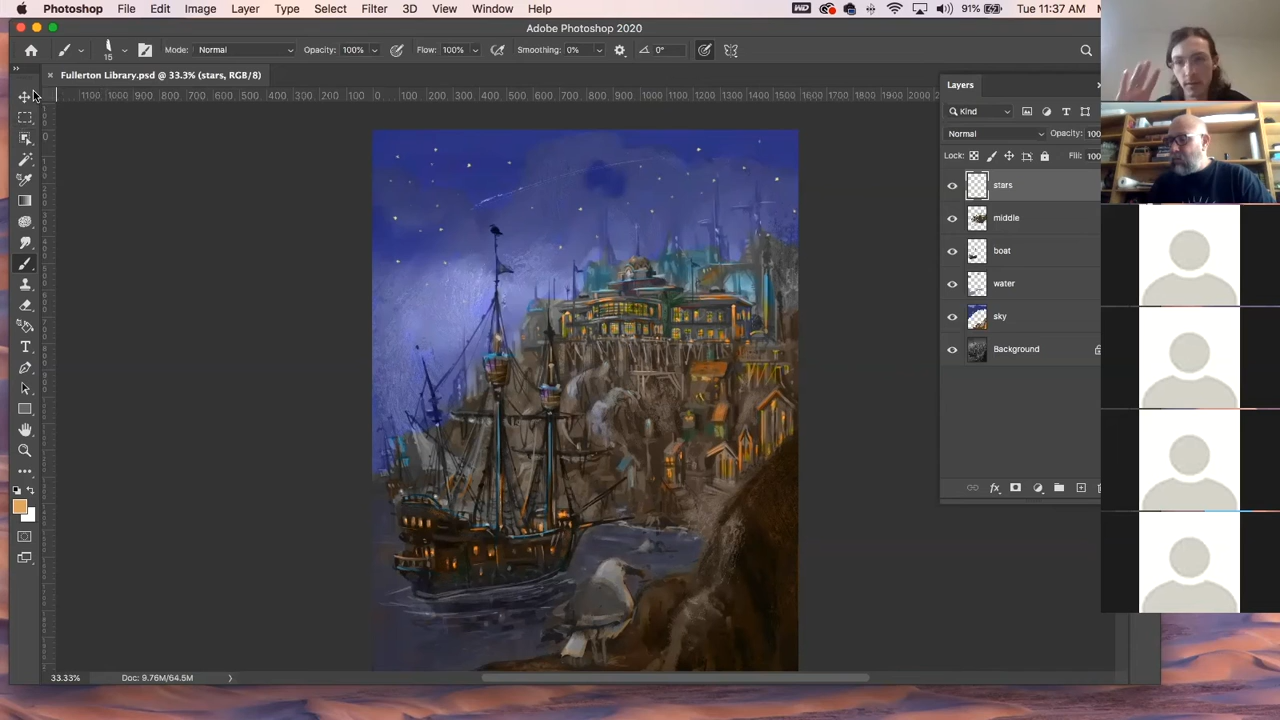 Photoshop File Edit Image Layer Type Select Filter 3D View Window Help
91% Tue 11:37 AM
Adobe Photoshop 2020
15 Mode: Normal Opacity: 100% Flow: 100% Smoothing: 0% 0°
Fullerton Library.psd @ 33.3% (stars, RGB/8)
1100 1000 900 800 700 600 500 400 300 200 100 0 100 200 300 400 500 600 700 800 900 1000 1100 1200 1300 1400 1500 1600 1700 1800 1900 2000
Layers
Kind
Normal Opacity: 100
Lock: Fill: 100
stars
middle
boat
water
sky
Background
fx
33.33% Doc: 9.76M/64.5M